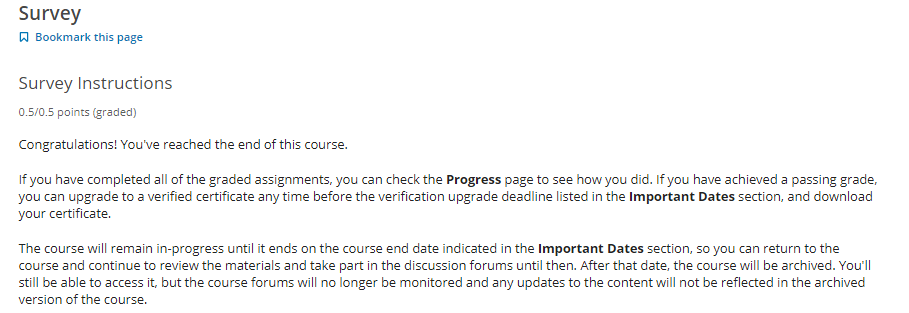 Survey
Bookmark this page
Survey Instructions
0.5/0.5 points (graded)
Congratulations! You've reached the end of this course.
If you have completed all of the graded assignments, you can check the Progress page to see how you did. If you have achieved a passing grade,
you can upgrade to a verified certificate any time before the verification upgrade deadline listed in the Important Dates section, and download
your certificate.
The course will remain in-progress until it ends on the course end date indicated in the Important Dates section, so you can return to the
course and continue to review the materials and take part in the discussion forums until then. After that date, the course will be archived. You'll
still be able to access it, but the course forums will no longer be monitored and any updates to the content will not be reflected in the archived
version of the course.